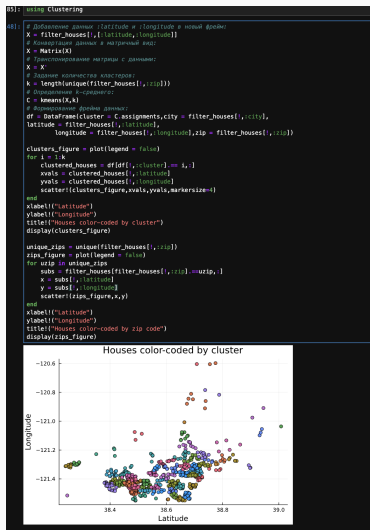 85]: using Clustering
48]: # Добавление данных :latitude и :longitude в новый фрейм:
X = filter_houses[!,[:latitude,:longitude]]
# Конвертация данных в матричный вид:
X = Matrix(X)
# Транспонирование матрицы с данными:
X = X'
# Задание количества кластеров:
k = length(unique(filter_houses[!,:zip]))
# Определение k-среднего:
C = kmeans(X,k)
# Формирование фрейма данных:
df = DataFrame(cluster = C.assignments,city = filter_houses[!,:city],
latitude = filter_houses[!,:latitude],
longitude = filter_houses[!,:longitude],zip = filter_houses[!,:zip])
clusters_figure = plot(legend = false)
for i = 1:k
clustered_houses = df[df[!,:cluster].== i,:]
xvals = clustered_houses[!,:latitude]
yvals = clustered_houses[!,:longitude]
scatter!(clusters_figure,xvals,yvals,markersize=4)
end
xlabel!("Latitude")
ylabel!("Longitude")
title!("Houses color-coded by cluster")
display(clusters_figure)
unique_zips = unique(filter_houses[!,:zip])
zips_figure = plot(legend = false)
for uzip in unique_zips
subs = filter_houses[filter_houses[!,:zip].==uzip,:]
x = subs[!,:latitude]
y = subs[!,:longitude]
scatter!(zips_figure,x,y)
end
xlabel!("Latitude")
ylabel!("Longitude")
title!("Houses color-coded by zip code")
display(zips_figure)
Houses color-coded by cluster
-120.6
-120.8
-121.0
-121.2
-121.4
Longitude
38.4
38.6
38.8
39.0
Latitude